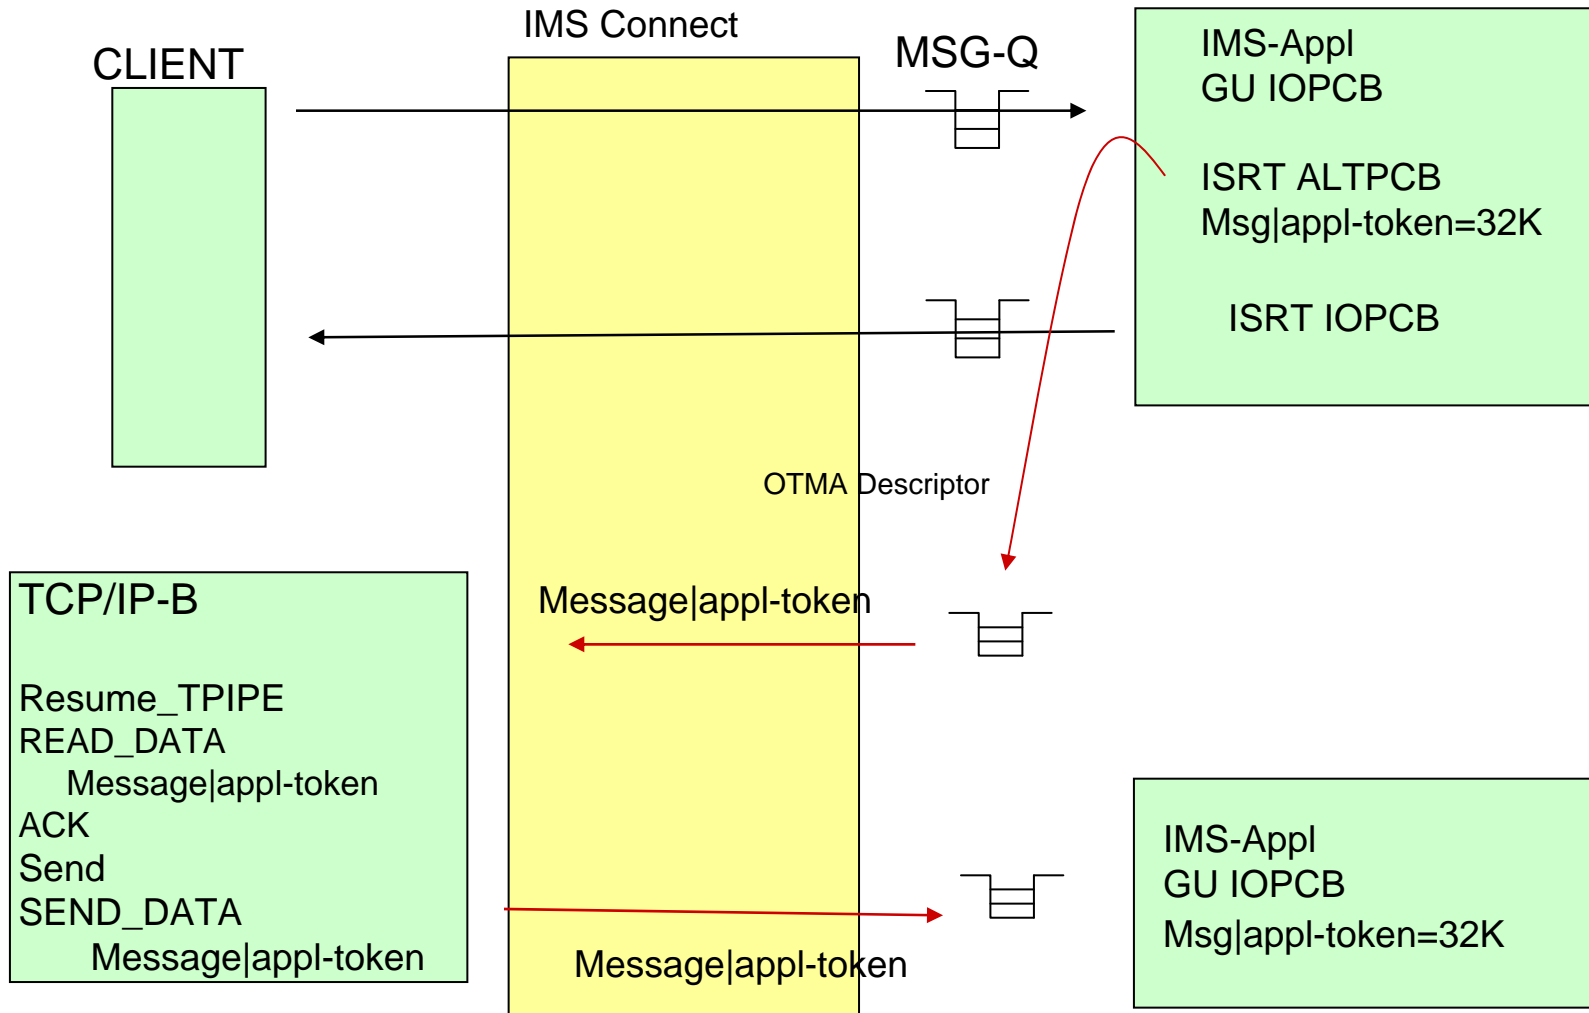 IMS Connect
CLIENT
MSG-Q
IMS-Appl
GU IOPCB
ISRT ALTPCB
Msg|appl-token=32K
ISRT IOPCB
OTMA Descriptor
TCP/IP-B
Resume_TPIPE
READ_DATA
Message|appl-token
ACK
Send
SEND_DATA
Message|appl-token
Message|appl-token
Message|appl-token
IMS-Appl
GU IOPCB
Msg|appl-token=32K